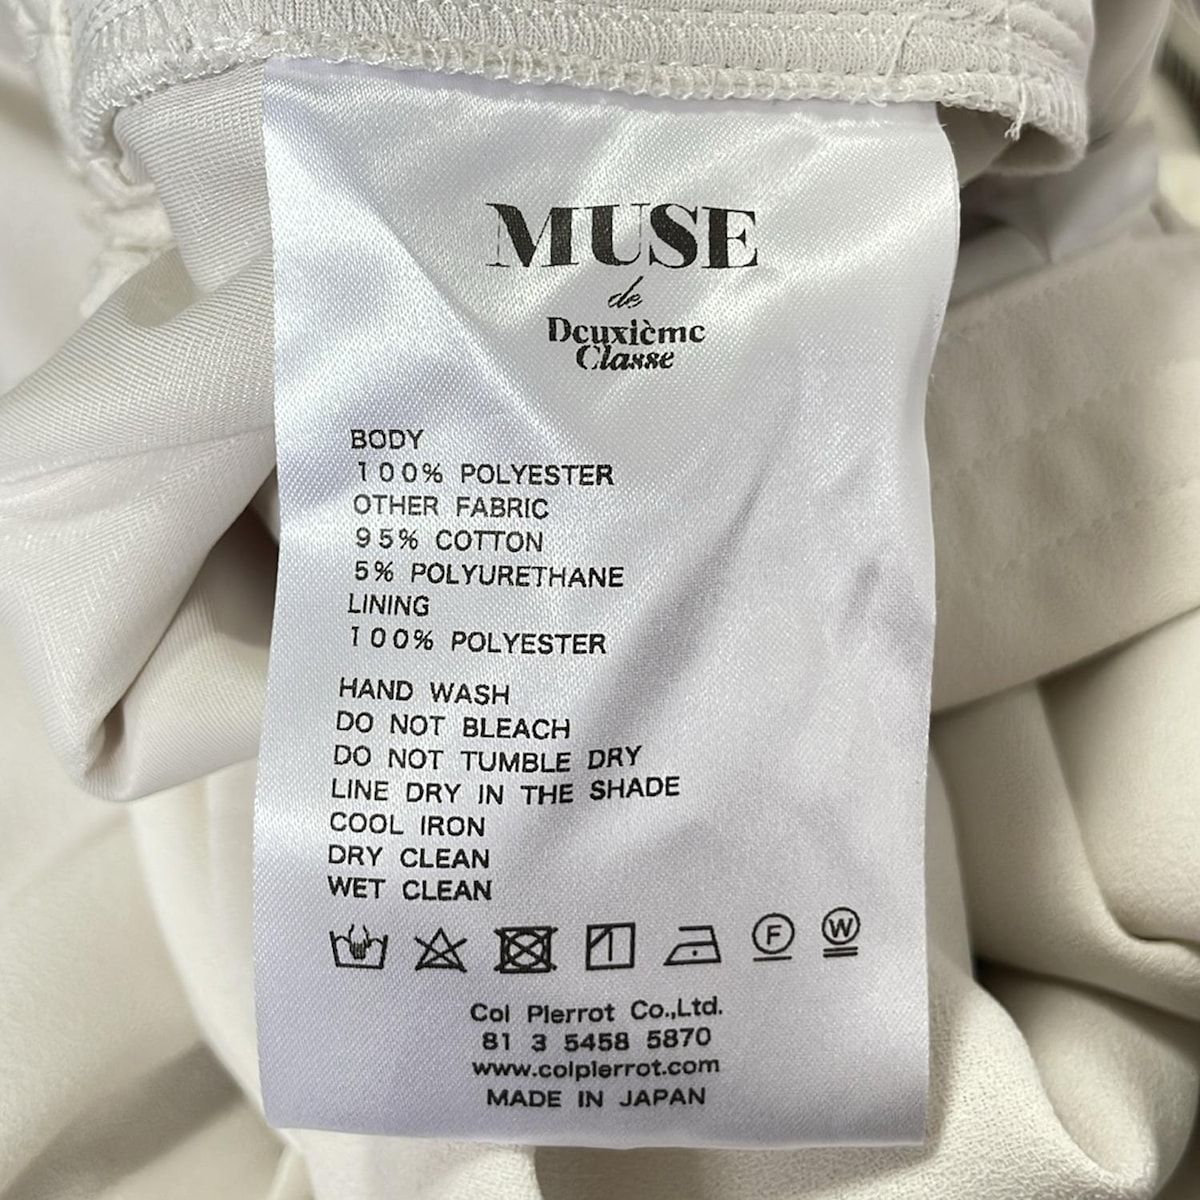 MUSE
de
Deuxième
Classe
BODY
100% POLYESTER
OTHER FABRIC
95% COTTON
5% POLYURETHANE
LINING
100% POLYESTER
HAND WASH
DO NOT BLEACH
DO NOT TUMBLE DRY
LINE DRY IN THE SHADE
COOL IRON
DRY CLEAN
WET CLEAN
F W
Col Pierrot Co.,Ltd.
81 3 5458 5870
www.colpierrot.com
MADE IN JAPAN